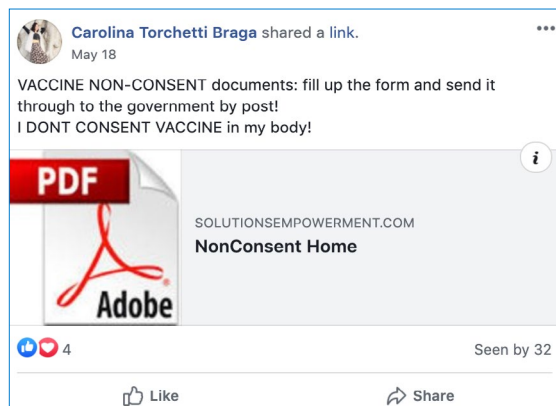 Carolina Torchetti Braga shared a link.
May 18
VACCINE NON-CONSENT documents: fill up the form and send it
through to the government by post!
I DONT CONSENT VACCINE in my body!
PDF
Adobe
i
SOLUTIONSEMPOWERMENT.COM
NonConsent Home
4
Seen by 32
Like
Share